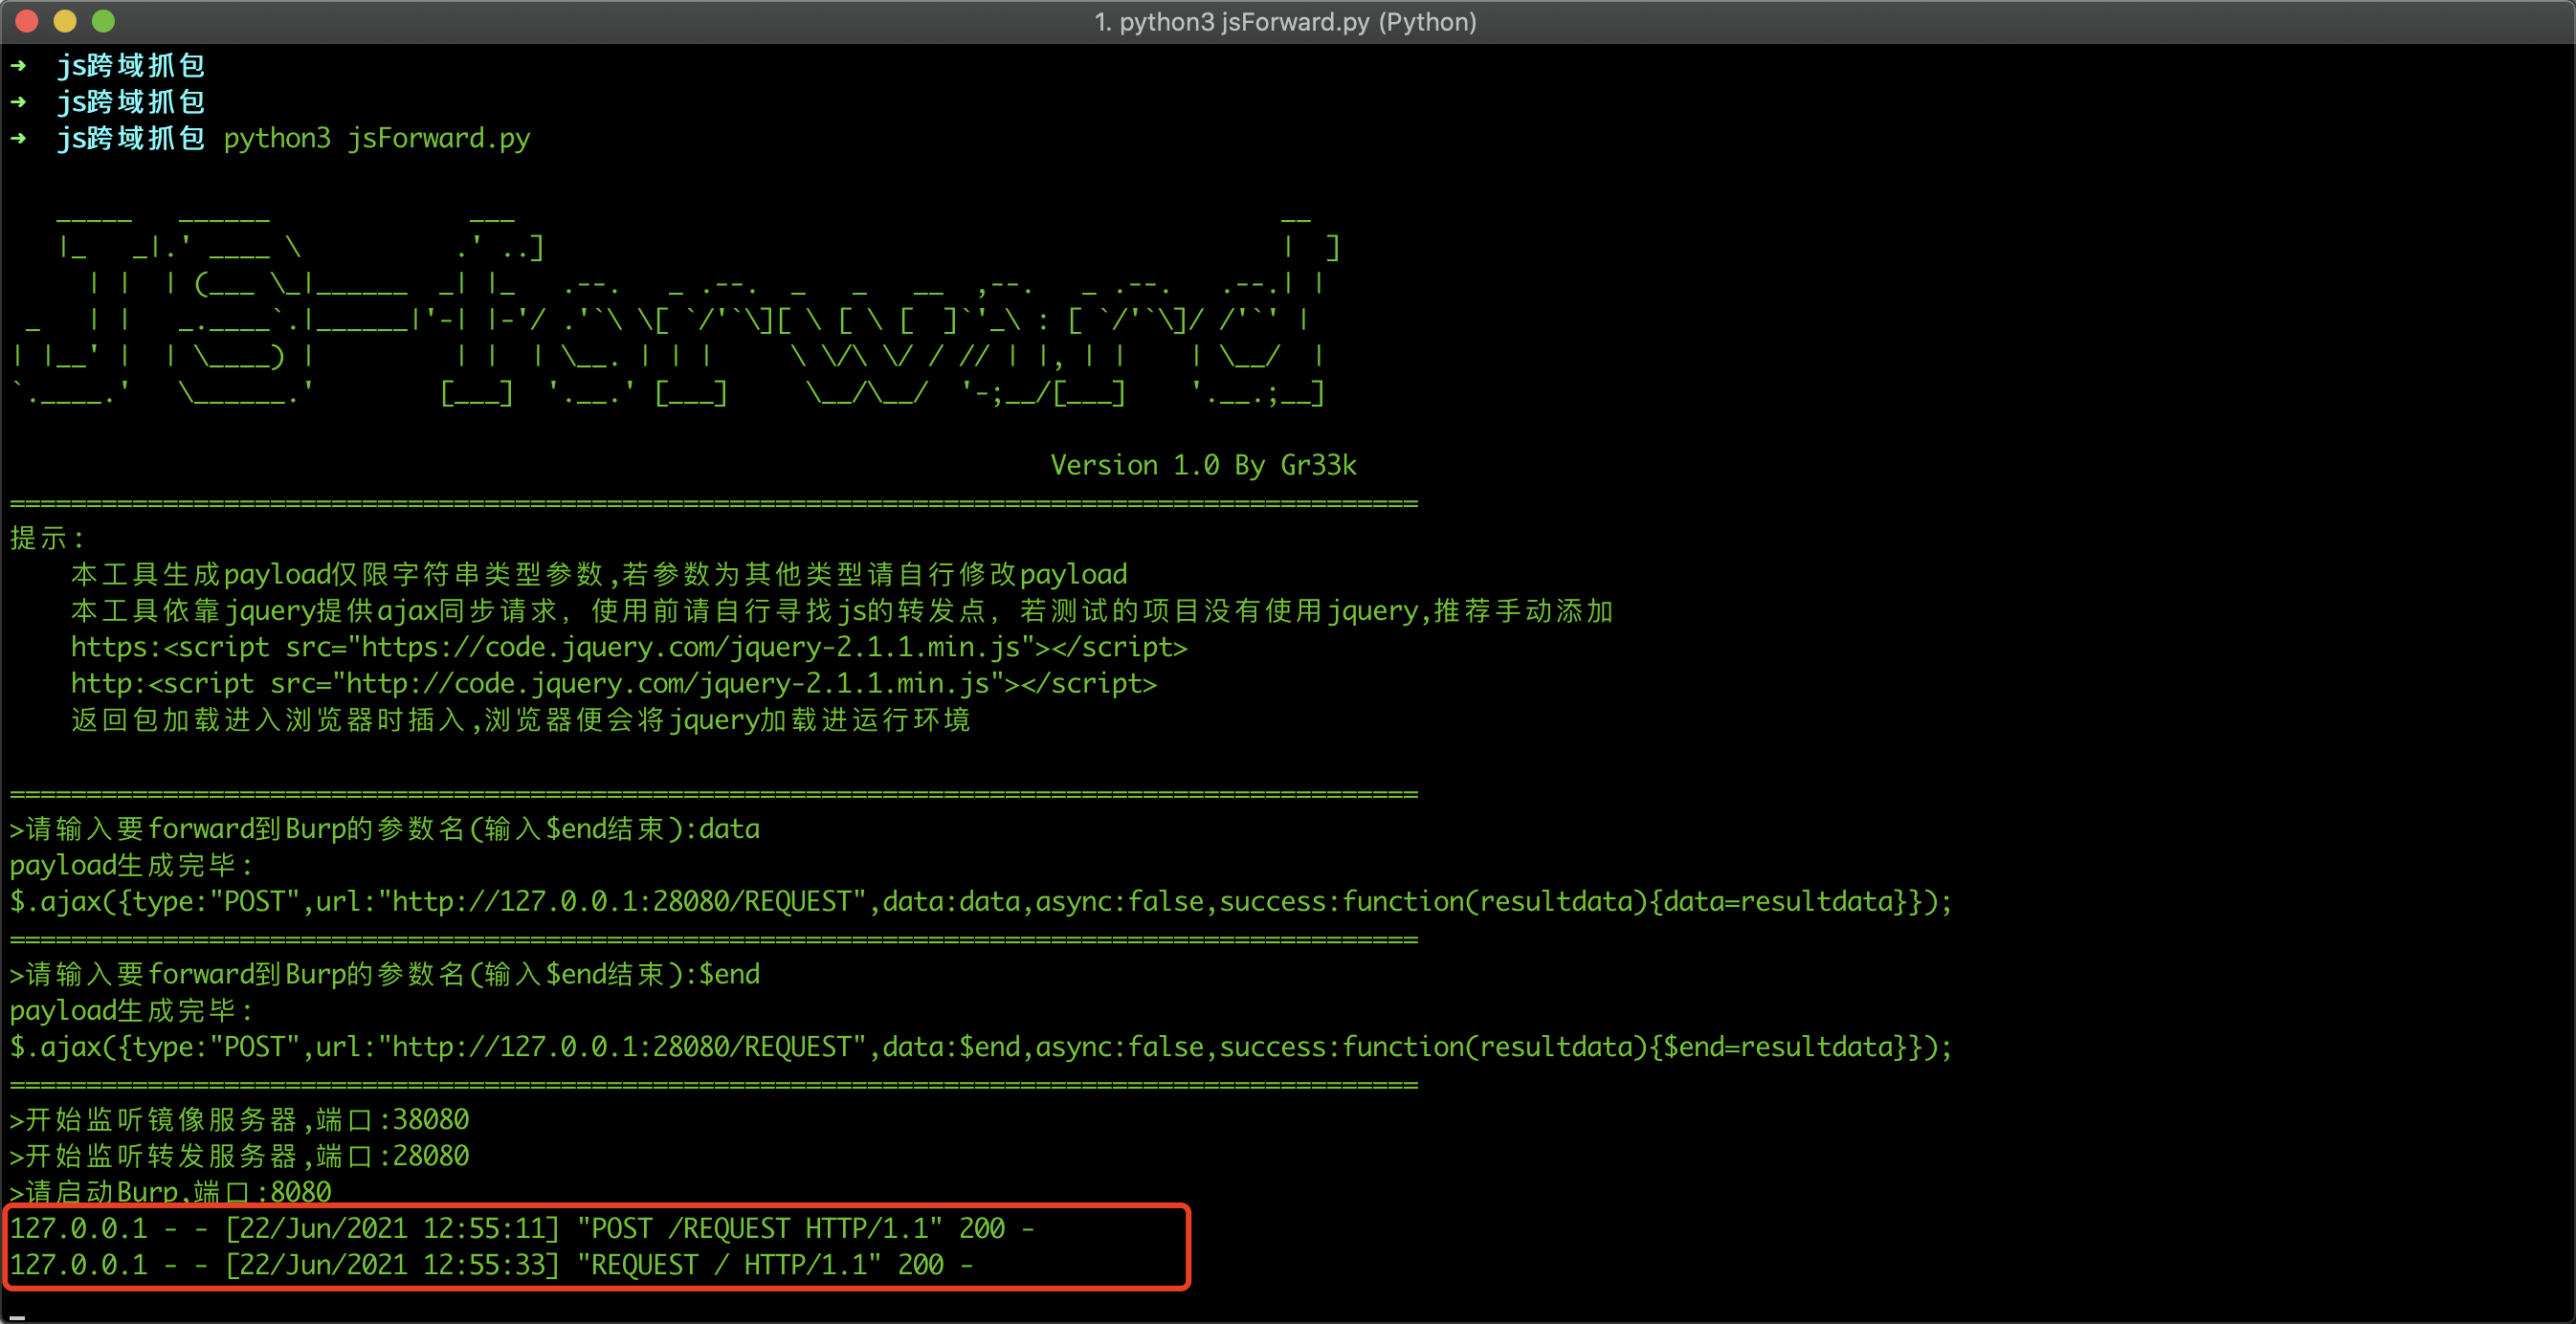 1. python3 jsForward.py (Python)
➜  js跨域抓包
➜  js跨域抓包
➜  js跨域抓包 python3 jsForward.py
JS-forward
Version 1.0 By Gr33k
============================================================================================
提示:
本工具生成payload仅限字符串类型参数,若参数为其他类型请自行修改payload
本工具依靠jquery提供ajax同步请求，使用前请自行寻找js的转发点，若测试的项目没有使用jquery,推荐手动添加
https:<script src="https://code.jquery.com/jquery-2.1.1.min.js"></script>
http:<script src="http://code.jquery.com/jquery-2.1.1.min.js"></script>
返回包加载进入浏览器时插入,浏览器便会将jquery加载进运行环境
============================================================================================
>请输入要forward到Burp的参数名(输入$end结束):data
payload生成完毕:
$.ajax({type:"POST",url:"http://127.0.0.1:28080/REQUEST",data:data,async:false,success:function(resultdata){data=resultdata}});
============================================================================================
>请输入要forward到Burp的参数名(输入$end结束):$end
payload生成完毕:
$.ajax({type:"POST",url:"http://127.0.0.1:28080/REQUEST",data:$end,async:false,success:function(resultdata){$end=resultdata}});
============================================================================================
>开始监听镜像服务器,端口:38080
>开始监听转发服务器,端口:28080
>请启动Burp,端口:8080
127.0.0.1 - - [22/Jun/2021 12:55:11] "POST /REQUEST HTTP/1.1" 200 -
127.0.0.1 - - [22/Jun/2021 12:55:33] "REQUEST / HTTP/1.1" 200 -